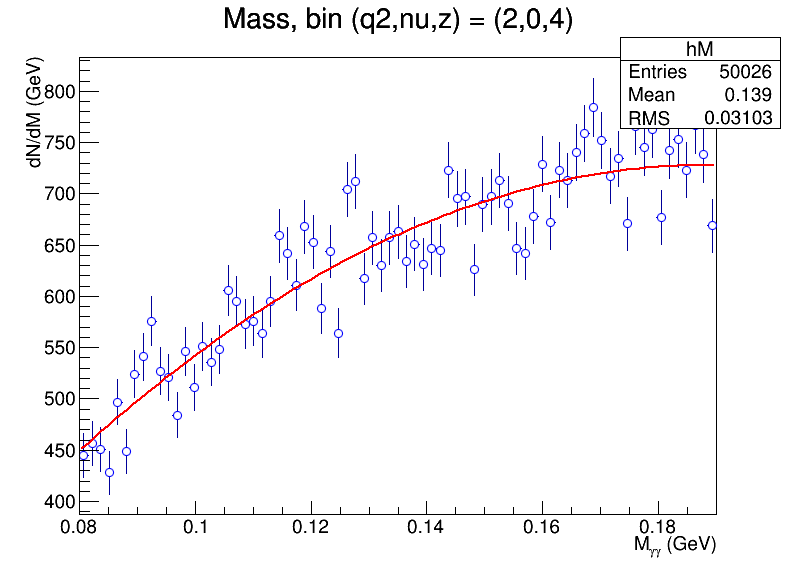 Mass, bin (q2,nu,z) = (2,0,4)
hM
Entries 50026
Mean 0.139
RMS 0.03103
dN/dM (GeV)
800
750
700
650
600
550
500
450
400
0.08 0.1 0.12 0.14 0.16 0.18
Mγγ (GeV)